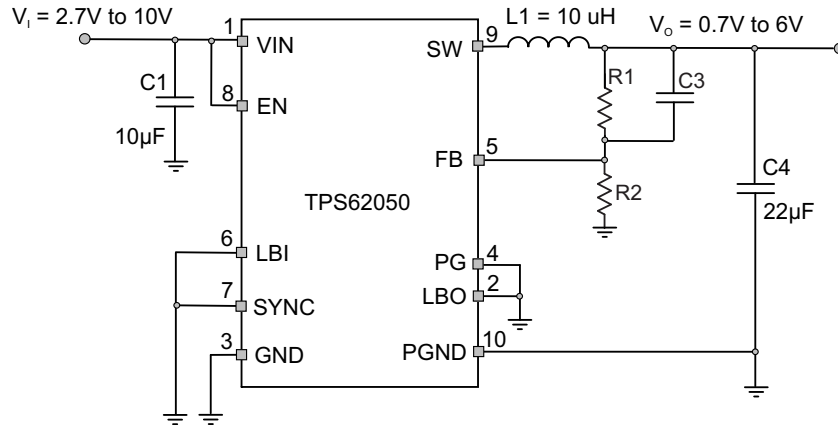 V_I = 2.7V to 10V
L1 = 10 uH
V_O = 0.7V to 6V
1
VIN
SW
9
C1
10µF
8
EN
R1
C3
FB
5
TPS62050
R2
C4
22µF
6
LBI
PG
4
7
SYNC
LBO
2
3
GND
PGND
10